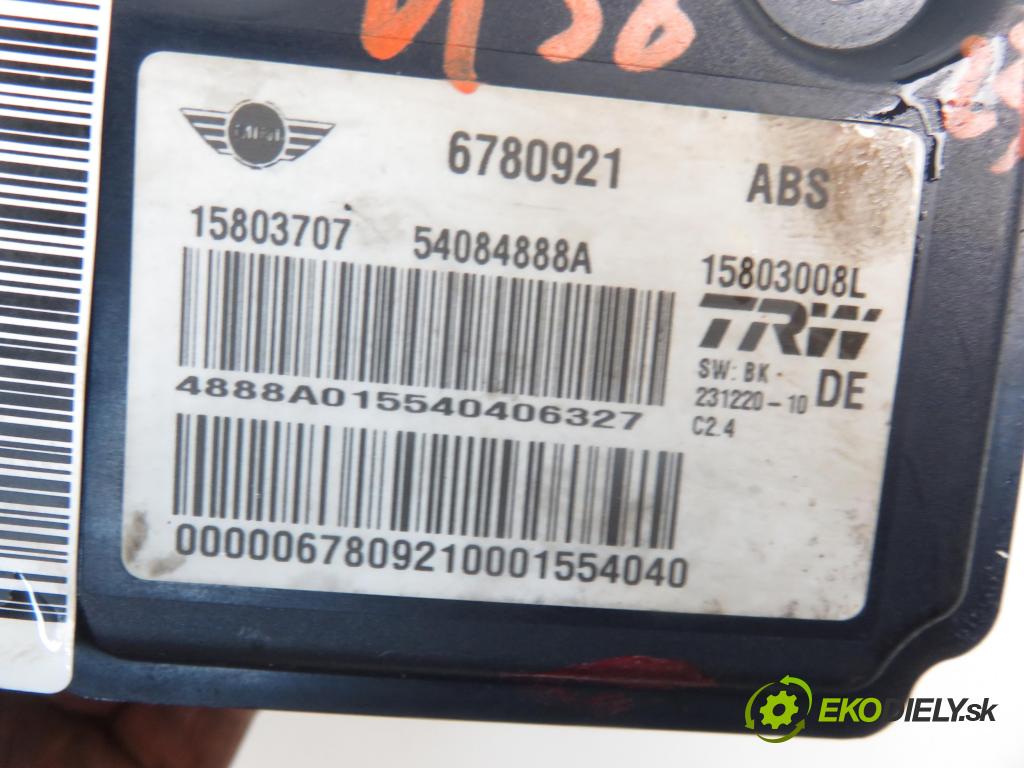 MINI
6780921
ABS
15803707 54084888A
15803008L
TRW
SW: BK
231220-10 DE
C2.4
4888A015540406327
0000067809210001554040
EKODIELY.sk